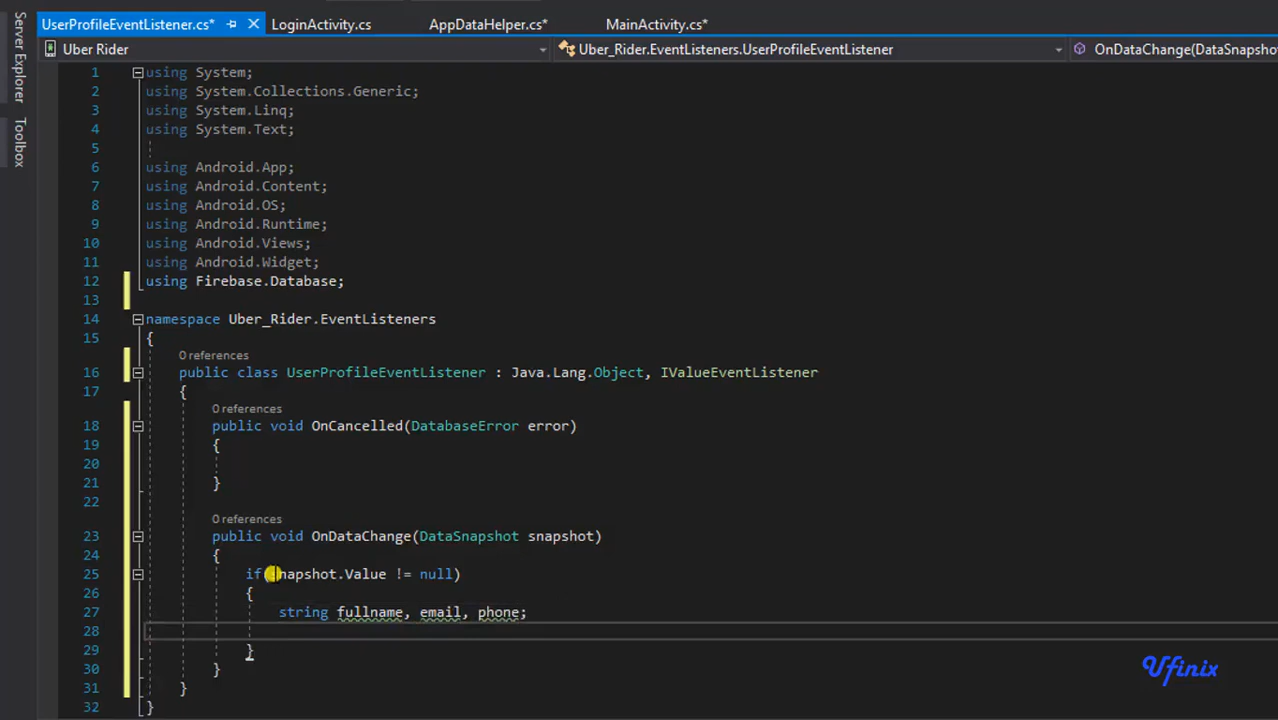 UserProfileEventListener.cs*
LoginActivity.cs
AppDataHelper.cs*
MainActivity.cs*
Server Explorer
Toolbox
Uber Rider
Uber_Rider.EventListeners.UserProfileEventListener
OnDataChange(DataSnapsho
1 using System;
2 using System.Collections.Generic;
3 using System.Linq;
4 using System.Text;
5
6 using Android.App;
7 using Android.Content;
8 using Android.OS;
9 using Android.Runtime;
10 using Android.Views;
11 using Android.Widget;
12 using Firebase.Database;
13
14 namespace Uber_Rider.EventListeners
15 {
0 references
16 public class UserProfileEventListener : Java.Lang.Object, IValueEventListener
17 {
0 references
18 public void OnCancelled(DatabaseError error)
19 {
20
21 }
22
0 references
23 public void OnDataChange(DataSnapshot snapshot)
24 {
25 if(snapshot.Value != null)
26 {
27 string fullname, email, phone;
28
29 }
30 }
31 }
32 }
Ufinix